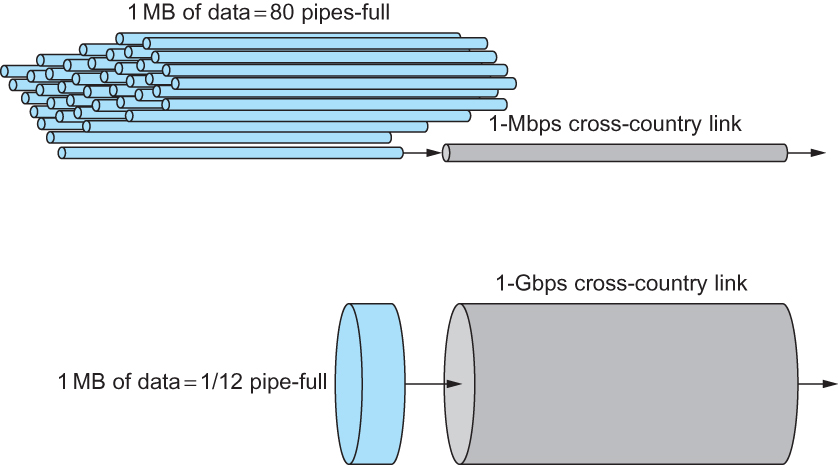 1 MB of data = 80 pipes-full
1-Mbps cross-country link
1-Gbps cross-country link
1 MB of data = 1/12 pipe-full